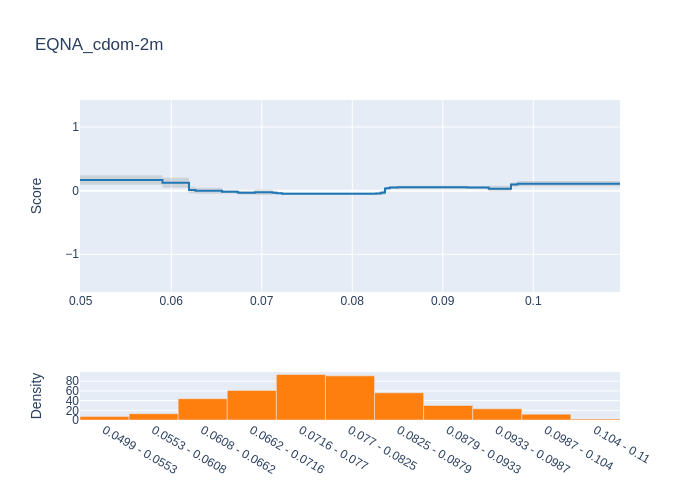 EQNA_cdom-2m
Score
1
0
−1
0.05 0.06 0.07 0.08 0.09 0.1
Density
80
60
40
20
0
0.0499 - 0.0553
0.0553 - 0.0608
0.0608 - 0.0662
0.0662 - 0.0716
0.0716 - 0.077
0.077 - 0.0825
0.0825 - 0.0879
0.0879 - 0.0933
0.0933 - 0.0987
0.0987 - 0.104
0.104 - 0.11